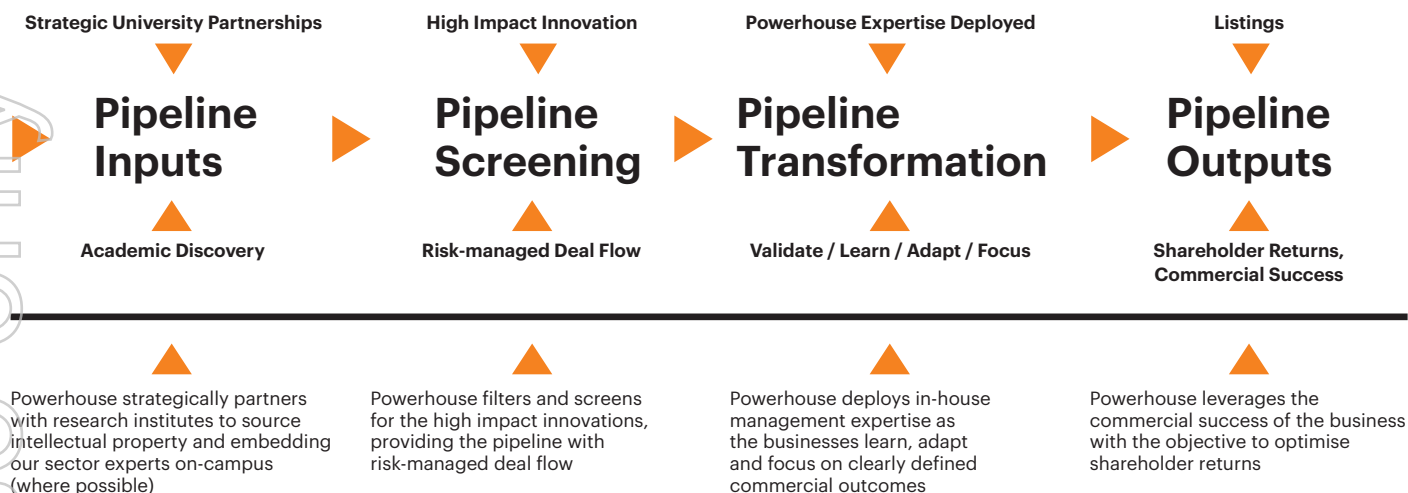 Strategic University Partnerships
High Impact Innovation
Powerhouse Expertise Deployed
Listings
Pipeline
Inputs
Pipeline
Screening
Pipeline
Transformation
Pipeline
Outputs
Academic Discovery
Risk-managed Deal Flow
Validate / Learn / Adapt / Focus
Shareholder Returns,
Commercial Success
Powerhouse strategically partners
with research institutes to source
intellectual property and embedding
our sector experts on-campus
(where possible)
Powerhouse filters and screens
for the high impact innovations,
providing the pipeline with
risk-managed deal flow
Powerhouse deploys in-house
management expertise as
the businesses learn, adapt
and focus on clearly defined
commercial outcomes
Powerhouse leverages the
commercial success of the business
with the objective to optimise
shareholder returns